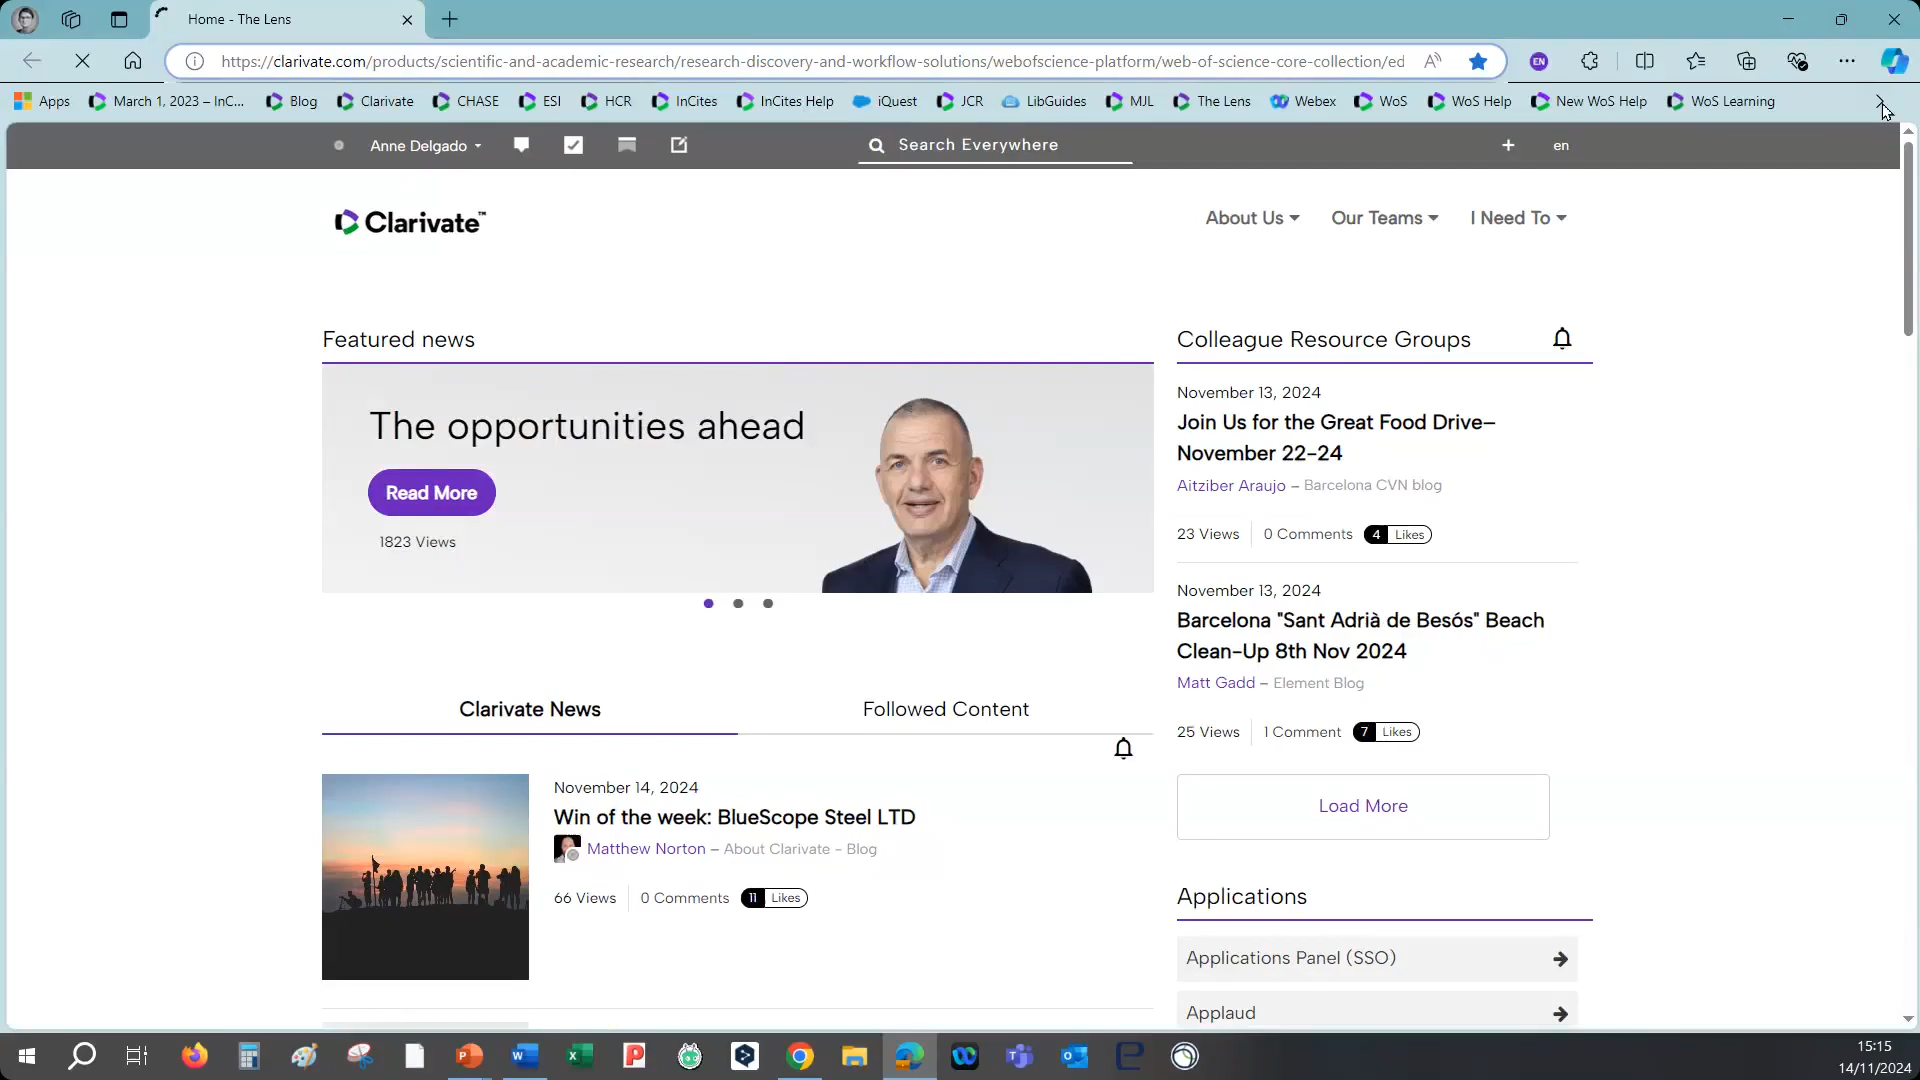 Home - The Lens
https://clarivate.com/products/scientific-and-academic-research/research-discovery-and-workflow-solutions/webofscience-platform/web-of-science-core-collection/ed
EN
Apps
March 1, 2023 – InC...
Blog
Clarivate
CHASE
ESI
HCR
InCites
InCites Help
iQuest
JCR
LibGuides
MJL
The Lens
Webex
WoS
WoS Help
New WoS Help
WoS Learning
Anne Delgado
Search Everywhere
en
Clarivate™
About Us
Our Teams
I Need To
Featured news
The opportunities ahead
Read More
1823 Views
Colleague Resource Groups
November 13, 2024
Join Us for the Great Food Drive–
November 22-24
Aitziber Araujo – Barcelona CVN blog
23 Views
0 Comments
4 Likes
November 13, 2024
Barcelona "Sant Adrià de Besós" Beach
Clean-Up 8th Nov 2024
Matt Gadd – Element Blog
25 Views
1 Comment
7 Likes
Load More
Clarivate News
Followed Content
November 14, 2024
Win of the week: BlueScope Steel LTD
Matthew Norton – About Clarivate - Blog
66 Views
0 Comments
11 Likes
Applications
Applications Panel (SSO)
Applaud
15:15
14/11/2024